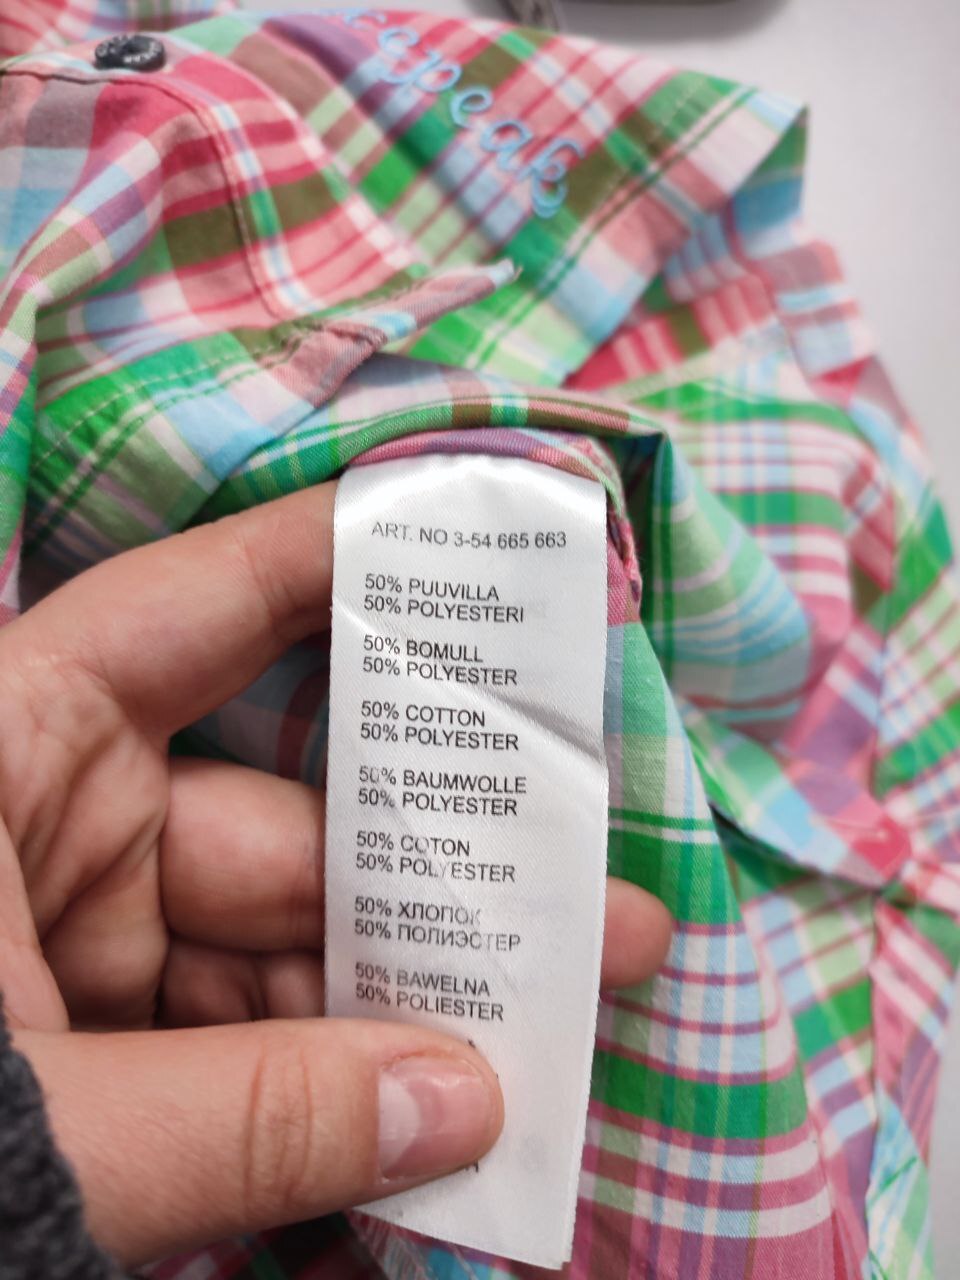 cepeak
ART. NO 3-54 665 663
50% PUUVILLA
50% POLYESTERI
50% BOMULL
50% POLYESTER
50% COTTON
50% POLYESTER
50% BAUMWOLLE
50% POLYESTER
50% COTON
50% POLYESTER
50% ХЛОПОК
50% ПОЛИЭСТЕР
50% BAWELNA
50% POLIESTER